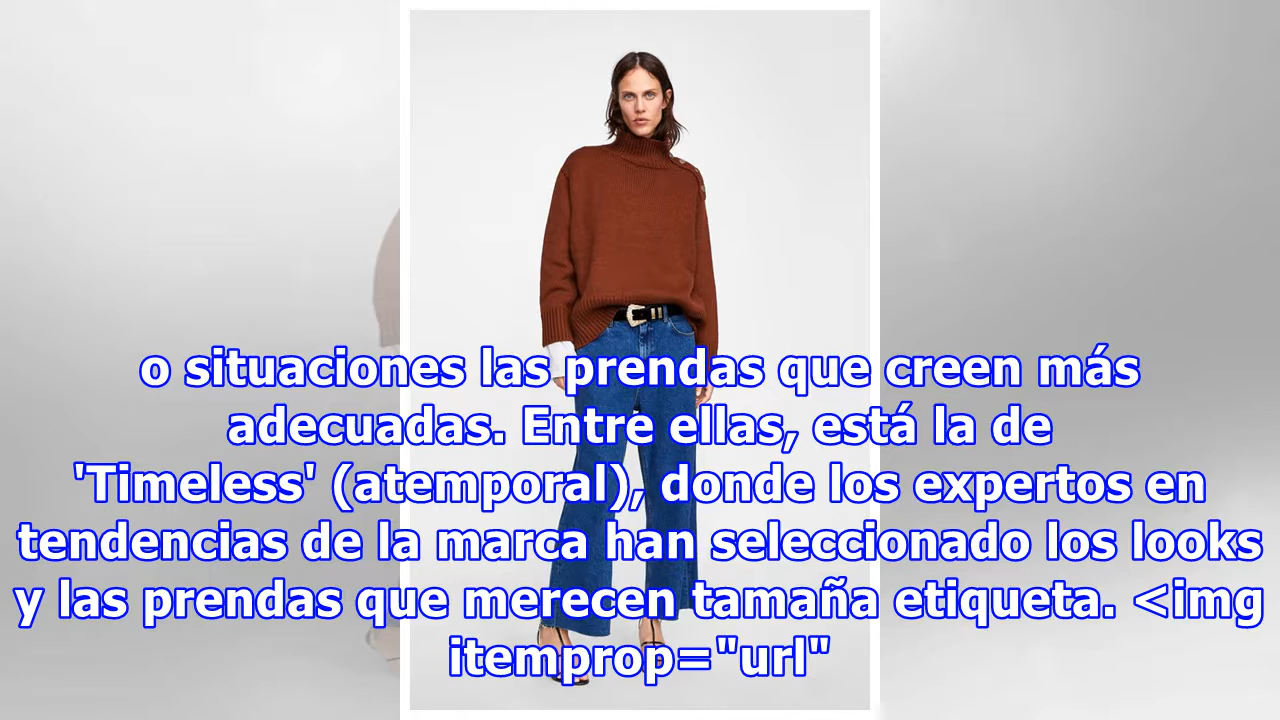 o situaciones las prendas que creen más
adecuadas. Entre ellas, está la de
'Timeless' (atemporal), donde los expertos en
tendencias de la marca han seleccionado los looks
y las prendas que merecen tamaña etiqueta. <img
itemprop="url"